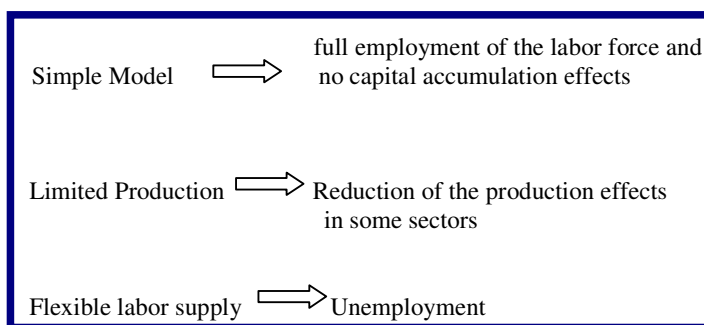 full employment of the labor force and
Simple Model
no capital accumulation effects
Limited Production
Reduction of the production effects
in some sectors
Flexible labor supply
Unemployment